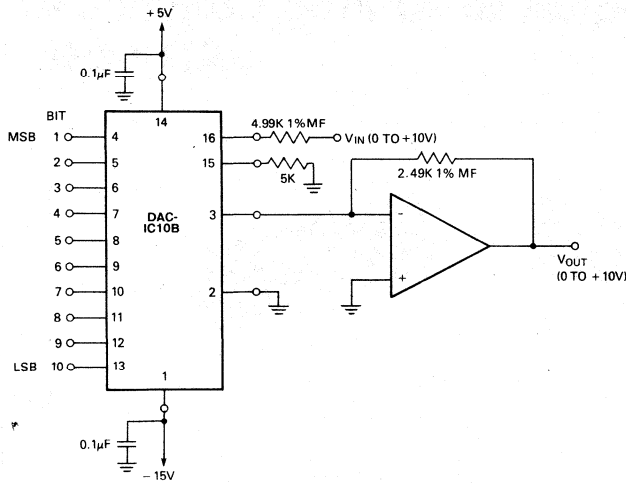 +5V
0.1µF
BIT
14
4.99K 1% MF
MSB 1 4
16 VIN (0 TO +10V)
2 5
15
5K
2.49K 1% MF
3 6
4 7
DAC-
IC10B
3
-
5 8
6 9
+
VOUT
(0 TO +10V)
7 10
2
8 11
9 12
LSB 10 13
1
0.1µF
-15V